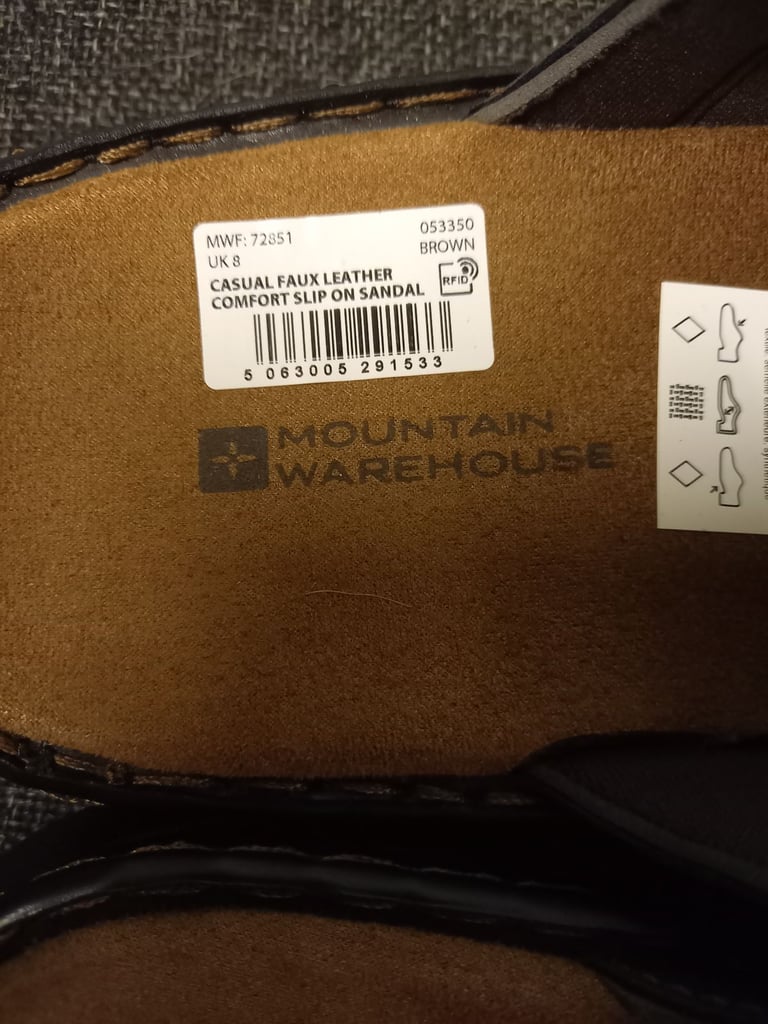 MWF: 72851 053350
UK 8 BROWN
CASUAL FAUX LEATHER
COMFORT SLIP ON SANDAL
RFID
5 063005 291533
MOUNTAIN
WAREHOUSE